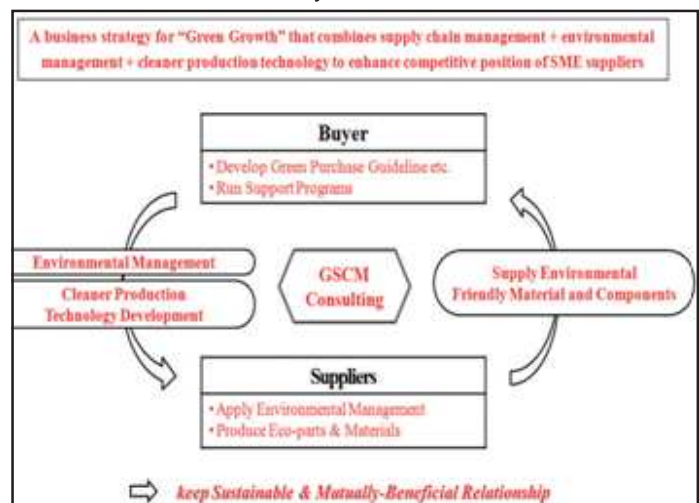 A business strategy for “Green Growth” that combines supply chain management + environmental
management + cleaner production technology to enhance competitive position of SME suppliers
Buyer
• Develop Green Purchase Guideline etc.
• Run Support Programs
Environmental Management
Cleaner Production
Technology Development
GSCM
Consulting
Supply Environmental
Friendly Material and Components
Suppliers
• Apply Environmental Management
• Produce Eco-parts & Materials
keep Sustainable & Mutually-Beneficial Relationship